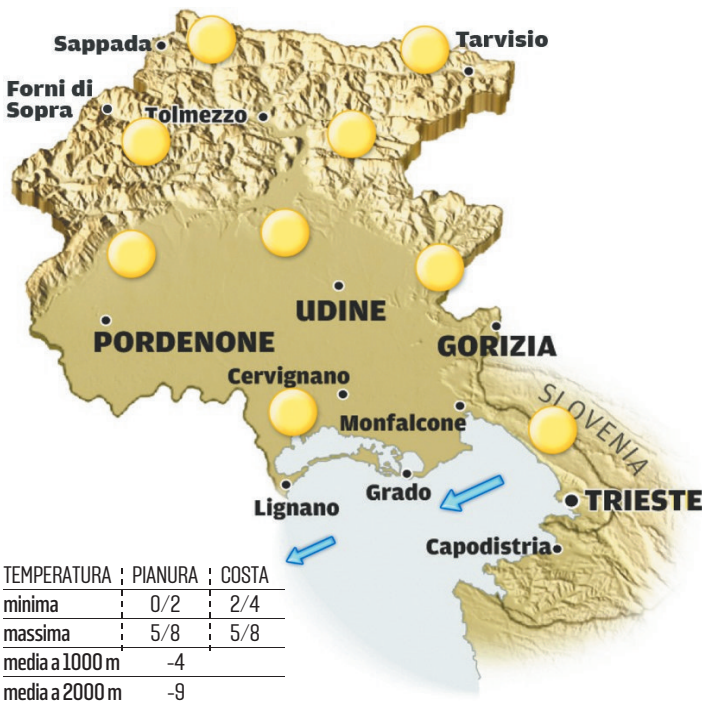 Sappada
Tarvisio
Forni di
Sopra
Tolmezzo
UDINE
PORDENONE
GORIZIA
Cervignano
SLOVENIA
Monfalcone
Grado
Lignano
TRIESTE
Capodistria
TEMPERATURA PIANURA COSTA
minima 0/2 2/4
massima 5/8 5/8
media a 1000 m -4
media a 2000 m -9